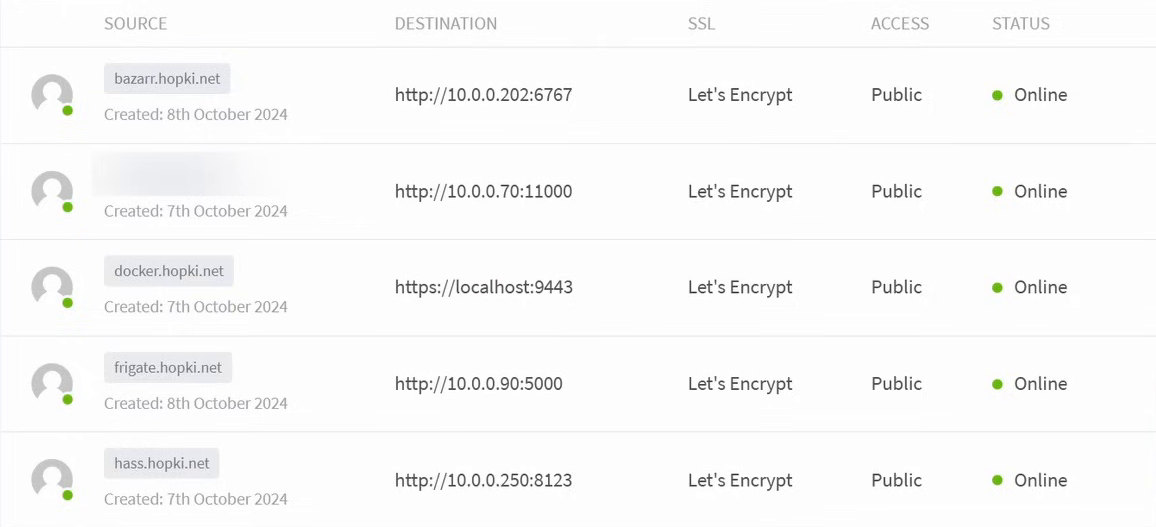 SOURCE DESTINATION SSL ACCESS STATUS
bazarr.hopki.net
http://10.0.0.202:6767 Let's Encrypt Public Online
Created: 8th October 2024
http://10.0.0.70:11000 Let's Encrypt Public Online
Created: 7th October 2024
docker.hopki.net
https://localhost:9443 Let's Encrypt Public Online
Created: 7th October 2024
frigate.hopki.net
http://10.0.0.90:5000 Let's Encrypt Public Online
Created: 8th October 2024
hass.hopki.net
http://10.0.0.250:8123 Let's Encrypt Public Online
Created: 7th October 2024